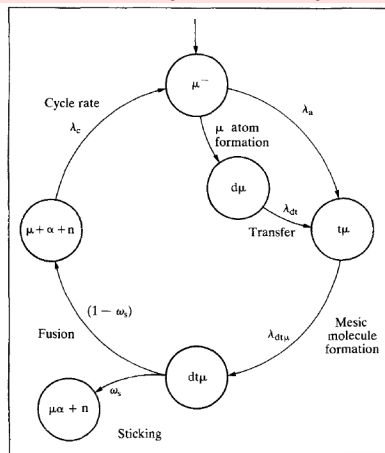 μ⁻
Cycle rate
λc
λa
μ atom
formation
dμ
λdt
Transfer
μ + α + n
tμ
(1 − ωs)
λdtμ
Mesic
molecule
formation
Fusion
dtμ
ωs
μα + n
Sticking